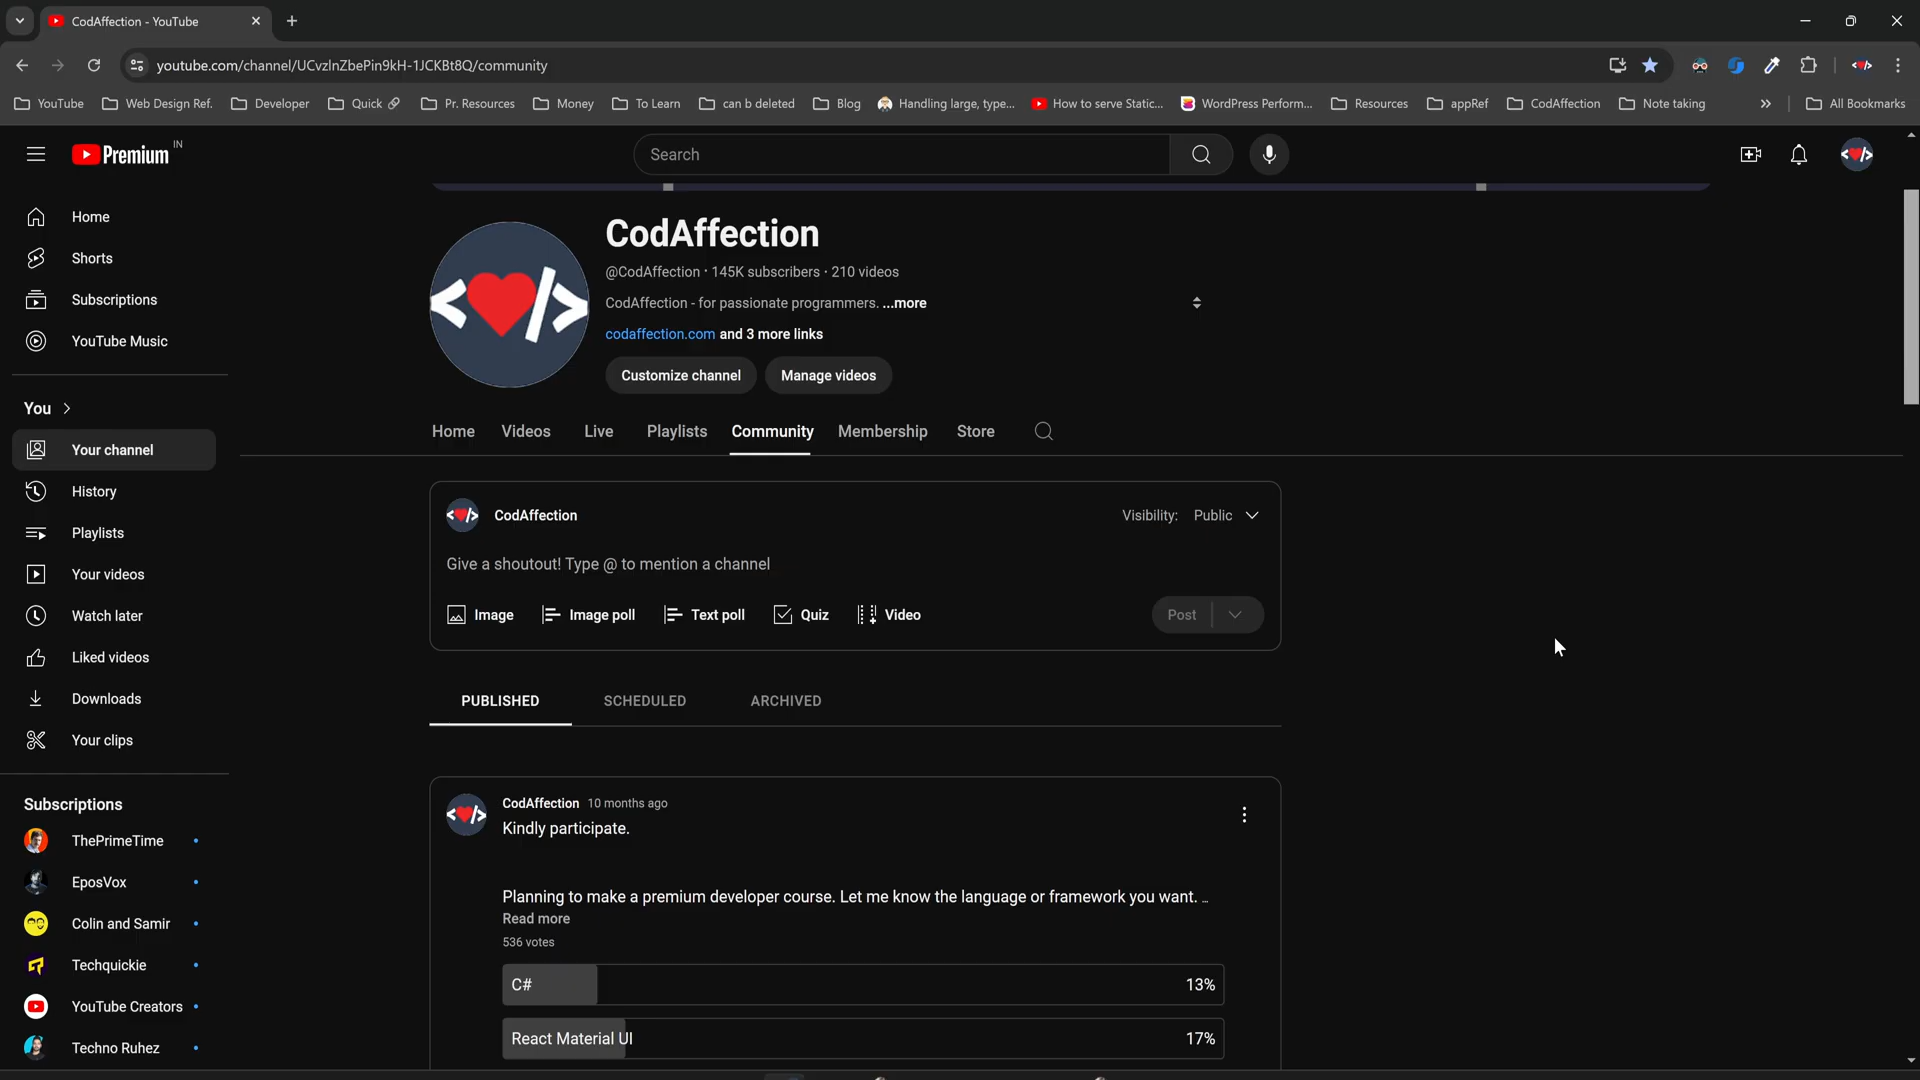 CodAffection - YouTube
youtube.com/channel/UCvzlnZbePin9kH-1JCKBt8Q/community
YouTube Web Design Ref. Developer Quick Pr. Resources Money To Learn can b deleted Blog Handling large, type... How to serve Static... WordPress Perform... Resources appRef CodAffection Note taking » All Bookmarks
Premium IN
Search
Home
Shorts
Subscriptions
YouTube Music
You
Your channel
History
Playlists
Your videos
Watch later
Liked videos
Downloads
Your clips
Subscriptions
ThePrimeTime
EposVox
Colin and Samir
Techquickie
YouTube Creators
Techno Ruhez
CodAffection
@CodAffection • 145K subscribers • 210 videos
CodAffection - for passionate programmers. ...more
codaffection.com and 3 more links
Customize channel Manage videos
Home Videos Live Playlists Community Membership Store
CodAffection Visibility: Public
Give a shoutout! Type @ to mention a channel
Image Image poll Text poll Quiz Video Post
PUBLISHED SCHEDULED ARCHIVED
CodAffection 10 months ago
Kindly participate.
Planning to make a premium developer course. Let me know the language or framework you want. ...
Read more
536 votes
C# 13%
React Material UI 17%